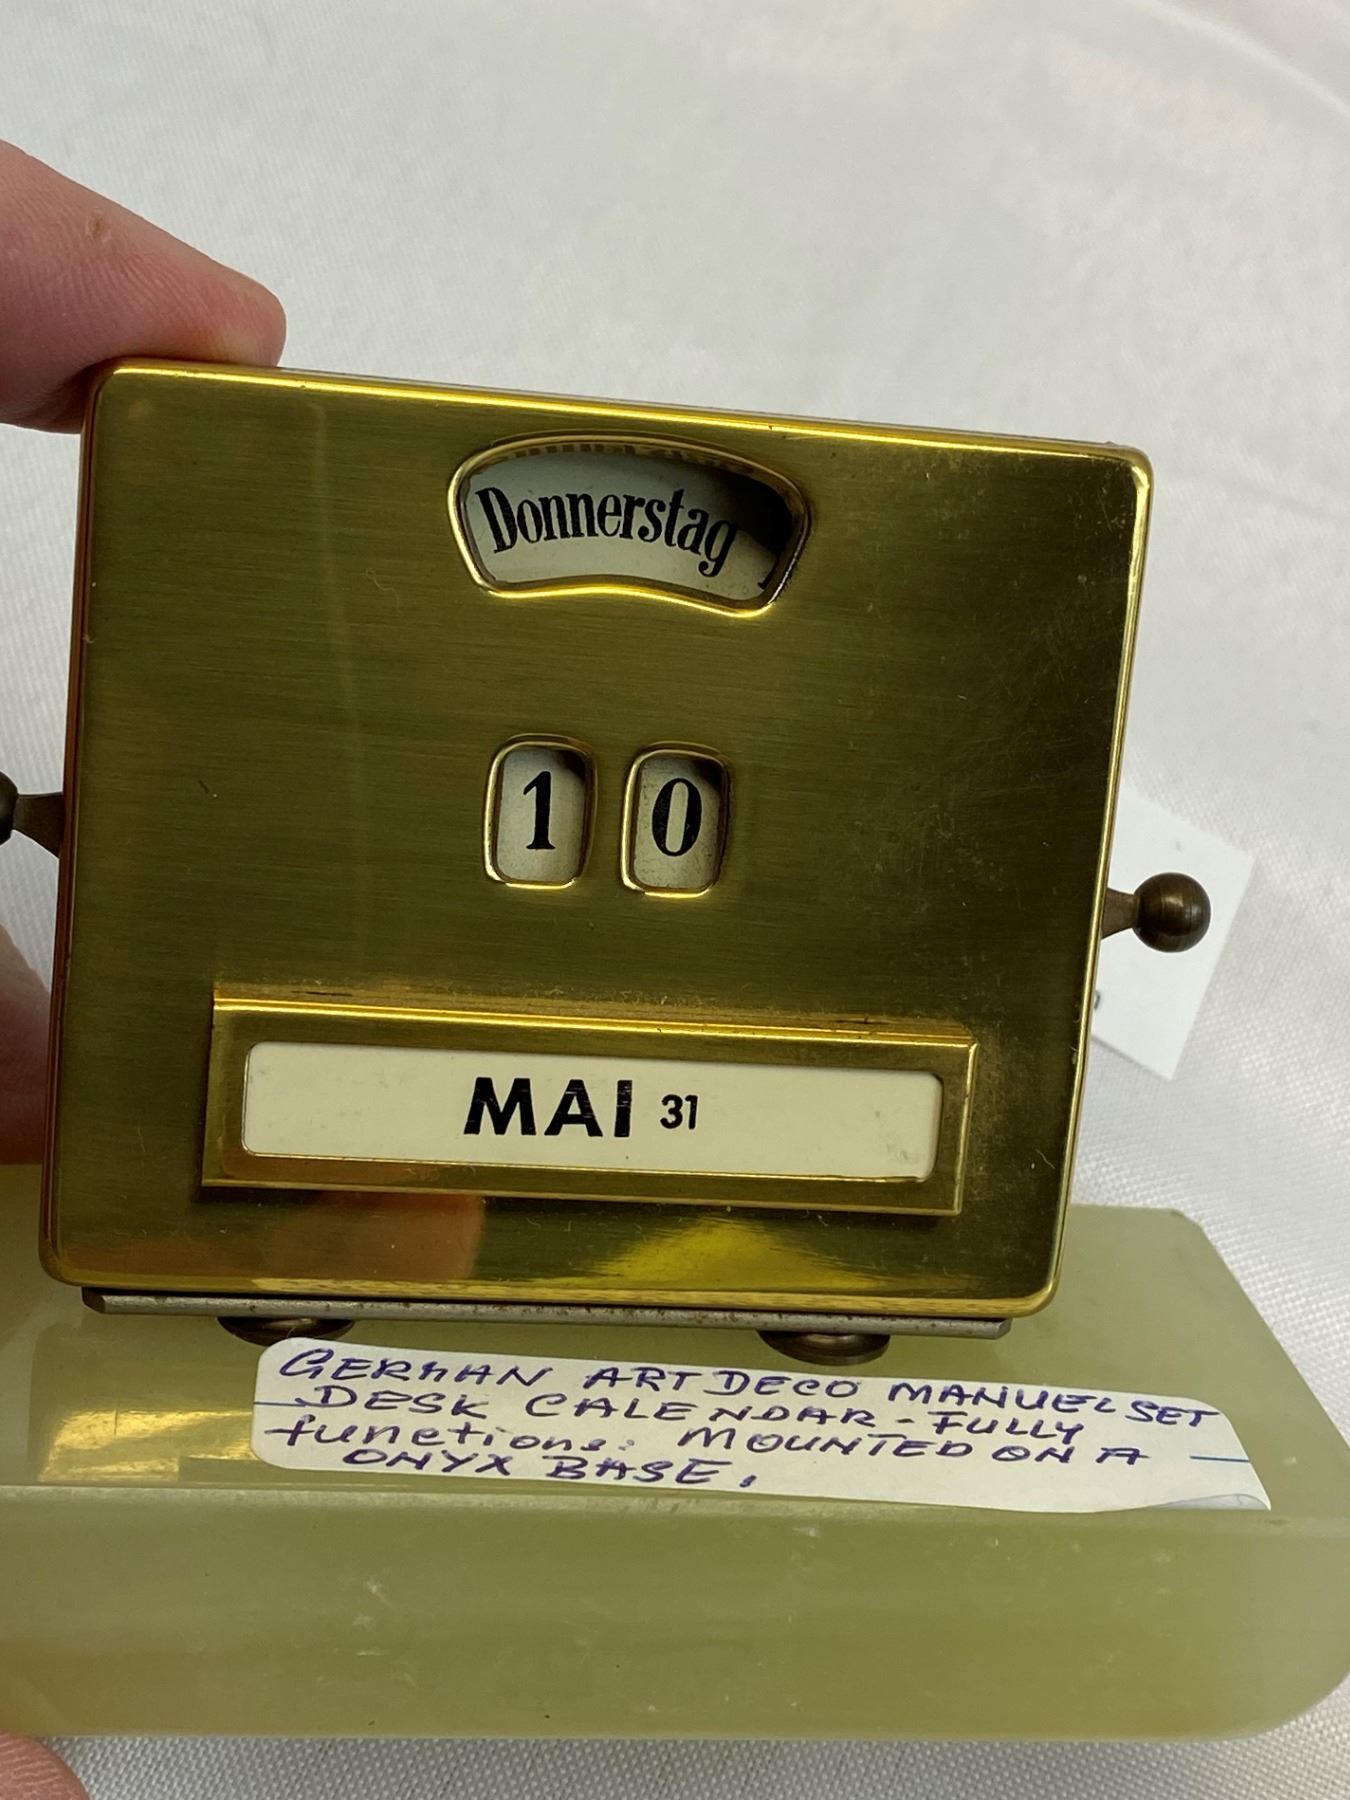 Donnerstag
1 0
MAI 31
GERMAN ART DECO MANUEL SET
DESK CALENDAR - FULLY
functions. MOUNTED ON A
ONYX BASE.